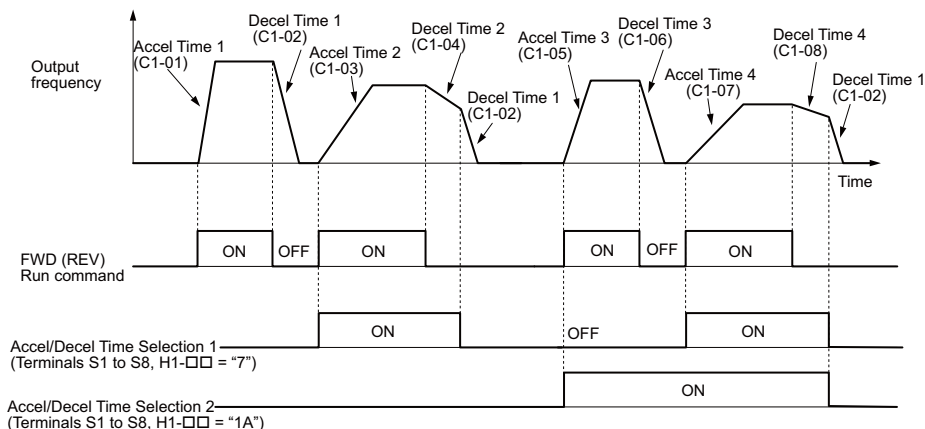 Output
frequency
Accel Time 1
(C1-01)
Decel Time 1
(C1-02)
Accel Time 2
(C1-03)
Decel Time 2
(C1-04)
Decel Time 1
(C1-02)
Accel Time 3
(C1-05)
Decel Time 3
(C1-06)
Accel Time 4
(C1-07)
Decel Time 4
(C1-08)
Decel Time 1
(C1-02)
Time
FWD (REV)
Run command
ON
OFF
ON
ON
OFF
ON
Accel/Decel Time Selection 1
(Terminals S1 to S8, H1-□□ = “7”)
ON
OFF
ON
Accel/Decel Time Selection 2
(Terminals S1 to S8, H1-□□ = “1A”)
ON